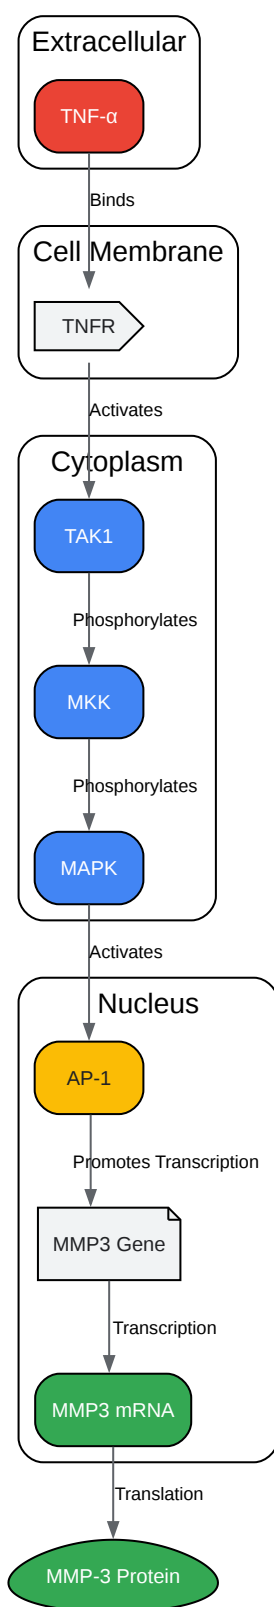 Extracellular
TNF-α
Binds
Cell Membrane
TNFR
Activates
Cytoplasm
TAK1
Phosphorylates
MKK
Phosphorylates
MAPK
Activates
Nucleus
AP-1
Promotes Transcription
MMP3 Gene
Transcription
MMP3 mRNA
Translation
MMP-3 Protein